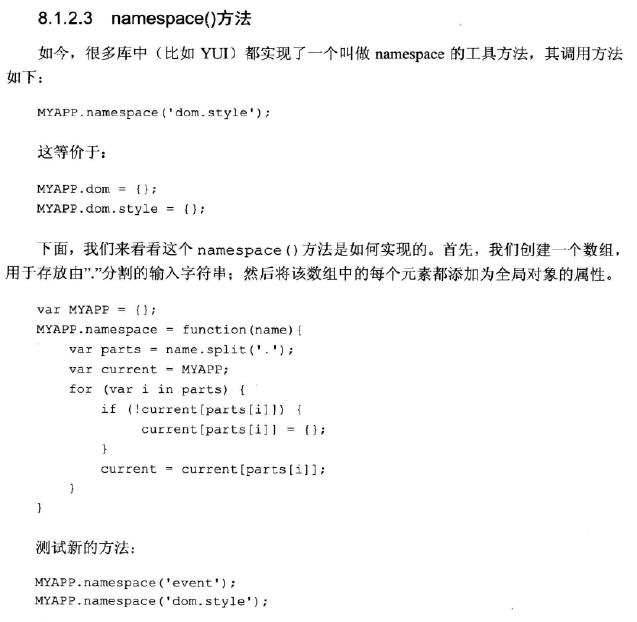 8.1.2.3 namespace()方法
如今，很多库中（比如 YUI）都实现了一个叫做 namespace 的工具方法，其调用方法
如下：
MYAPP.namespace('dom.style');
这等价于：
MYAPP.dom = {};
MYAPP.dom.style = {};
下面，我们来看看这个 namespace()方法是如何实现的。首先，我们创建一个数组，
用于存放由”.”分割的输入字符串；然后将该数组中的每个元素都添加为全局对象的属性。
var MYAPP = {};
MYAPP.namespace = function(name){
var parts = name.split('.');
var current = MYAPP;
for (var i in parts) {
if (!current[parts[i]]) {
current[parts[i]] = {};
}
current = current[parts[i]];
}
}
测试新的方法：
MYAPP.namespace('event');
MYAPP.namespace('dom.style');